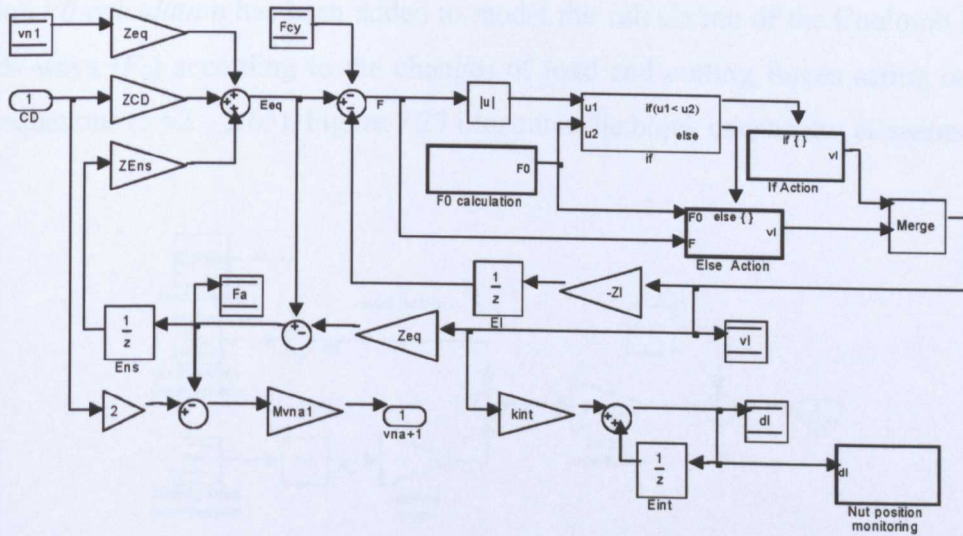 vn1
Zeq
Fcy
1
CD
ZCD
Eeq
F
|u|
u1
u2
if(u1< u2)
else
if
if { }
vl
If Action
ZEns
F0
F0 calculation
F0
F
else { }
vl
Else Action
Merge
Fa
1
z
El
-Zl
1
z
Ens
Zeq
vl
2
Mvna1
1
vna+1
kint
dl
1
z
Eint
dl
Nut position
monitoring